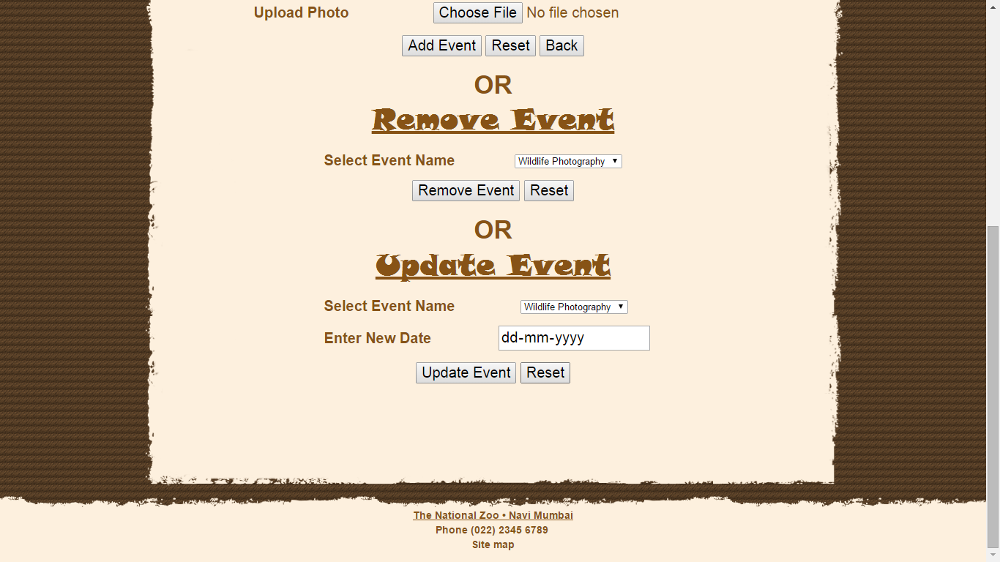 Upload Photo Choose File No file chosen
Add Event Reset Back
OR
Remove Event
Select Event Name Wildlife Photography
Remove Event Reset
OR
Update Event
Select Event Name Wildlife Photography
Enter New Date dd-mm-yyyy
Update Event Reset
The National Zoo • Navi Mumbai
Phone (022) 2345 6789
Site map